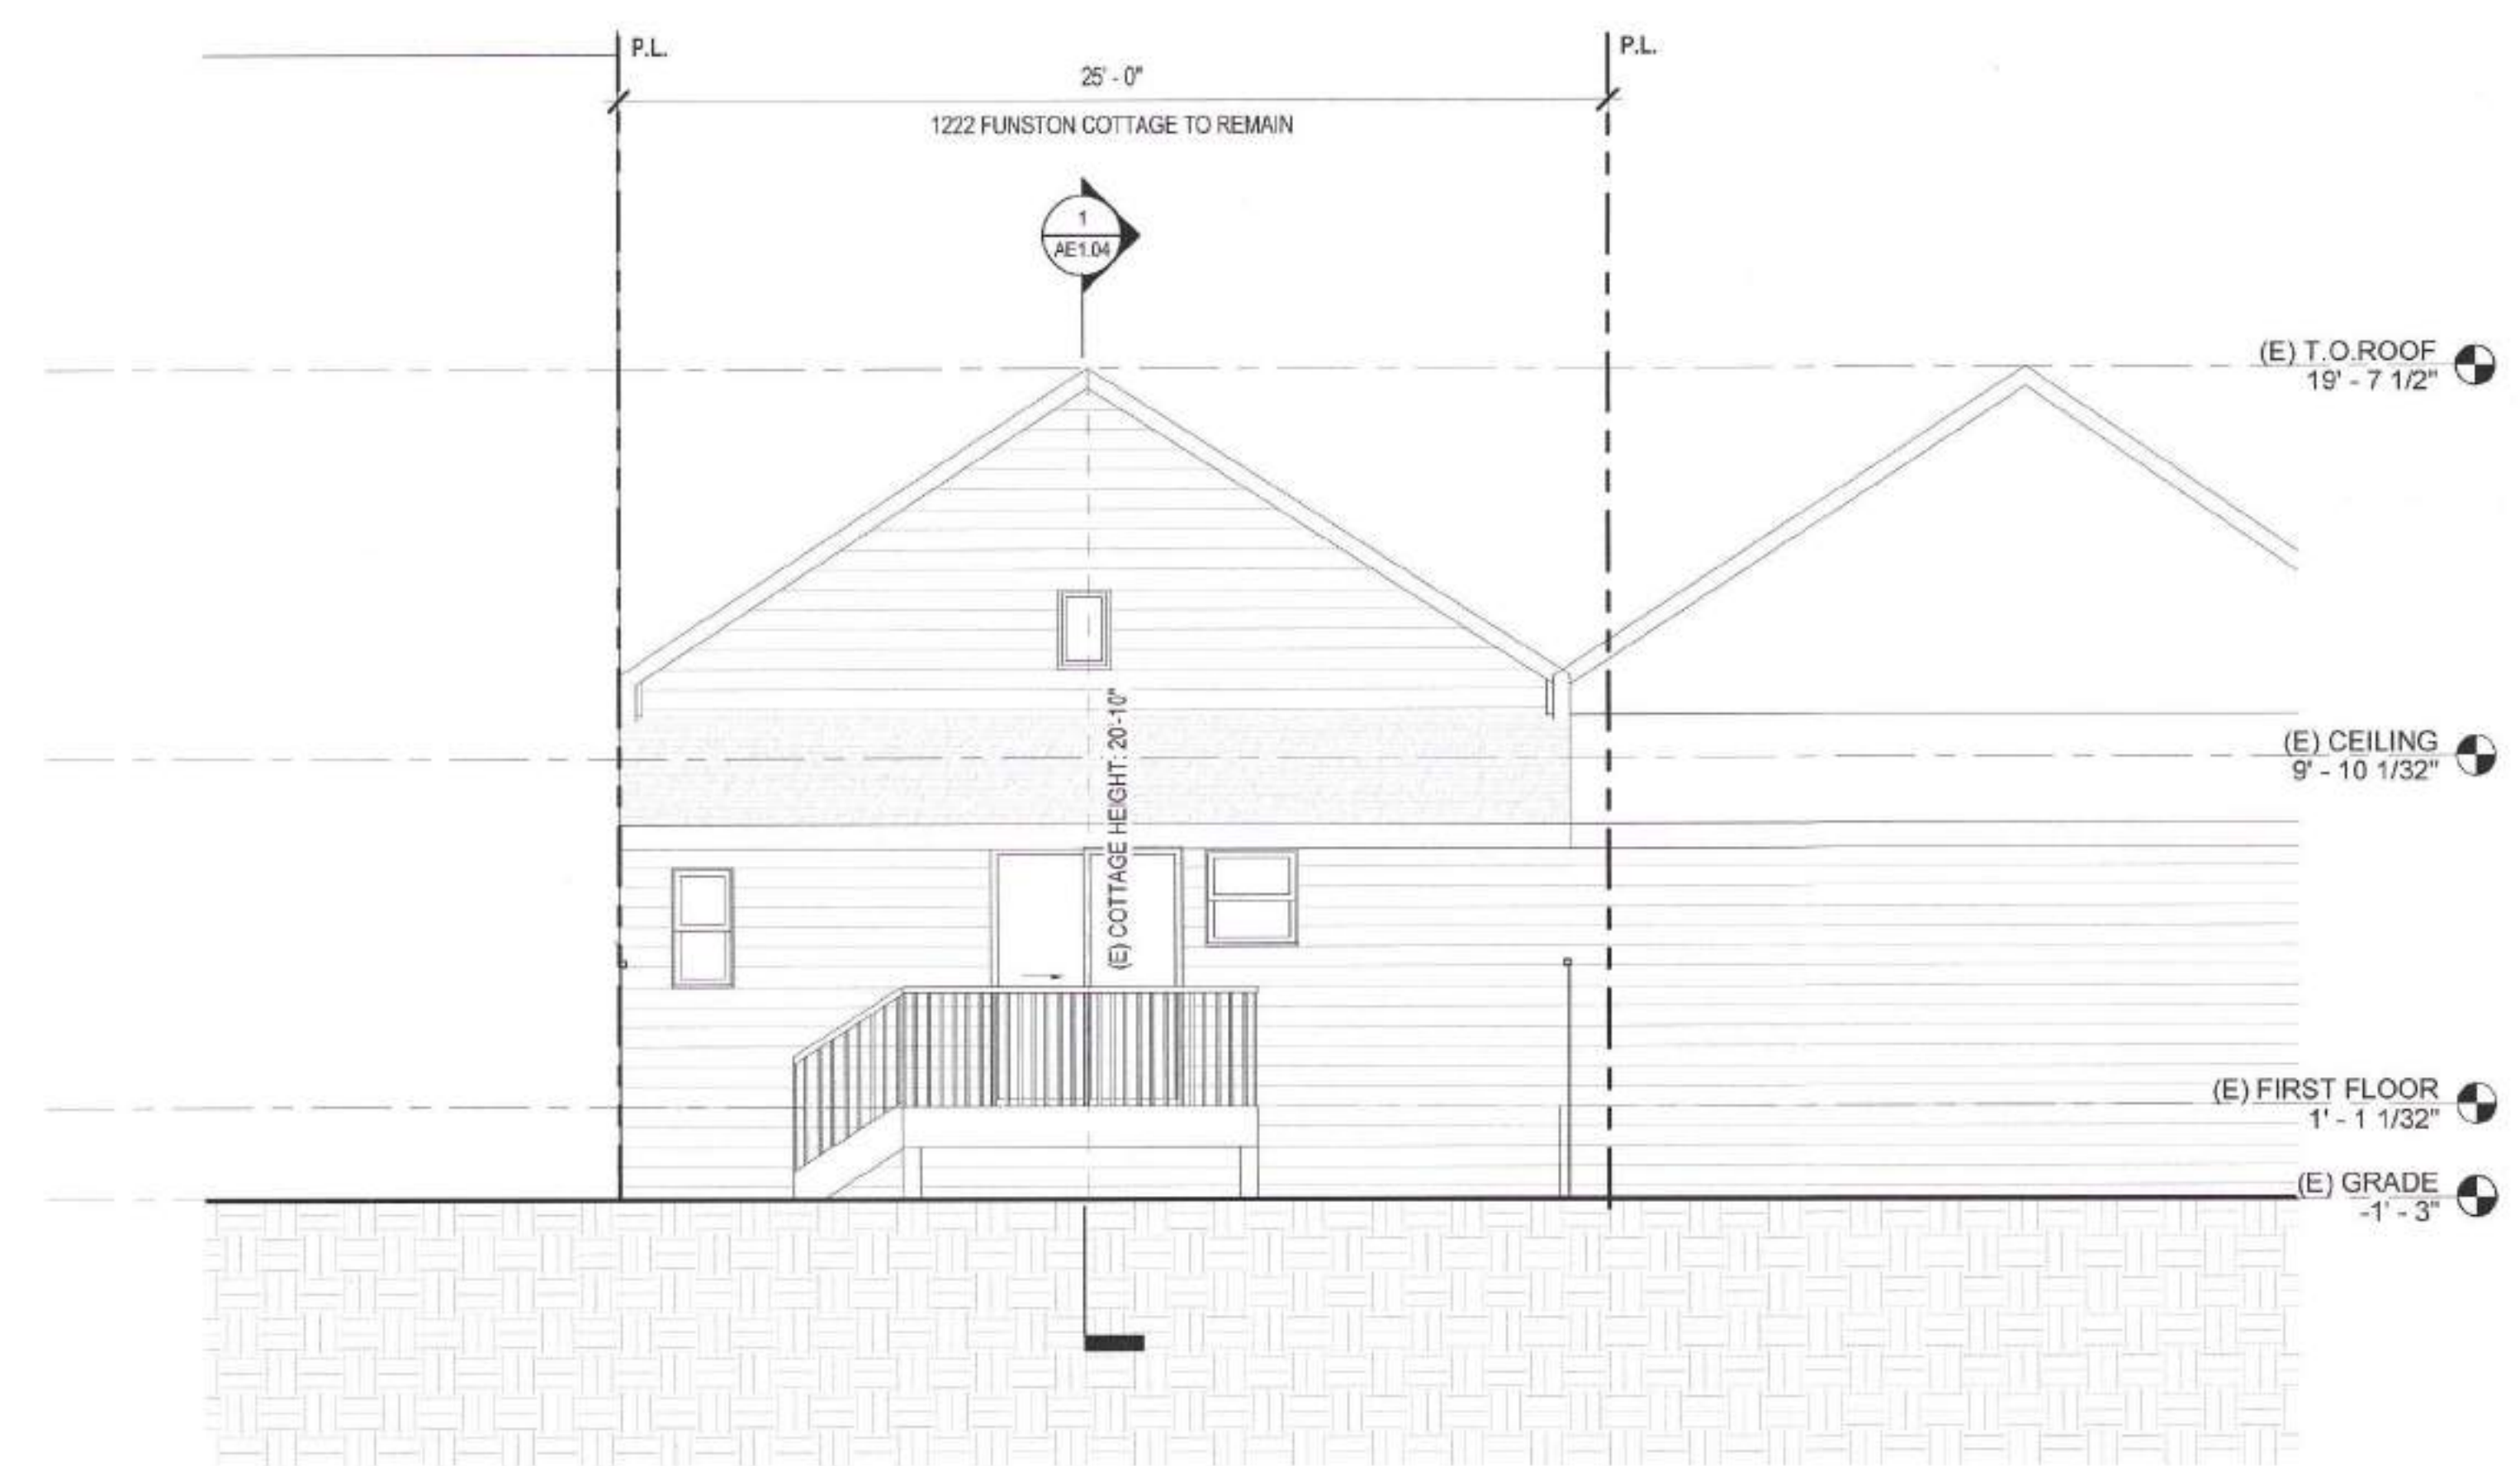 P.L.
P.L.
25' - 0"
1222 FUNSTON COTTAGE TO REMAIN
1
AE1.04
(E) T.O.ROOF
19' - 7 1/2"
(E) CEILING
9' - 10 1/32"
(E) COTTAGE HEIGHT: 20'-10"
(E) FIRST FLOOR
1' - 1 1/32"
(E) GRADE
-1' - 3"